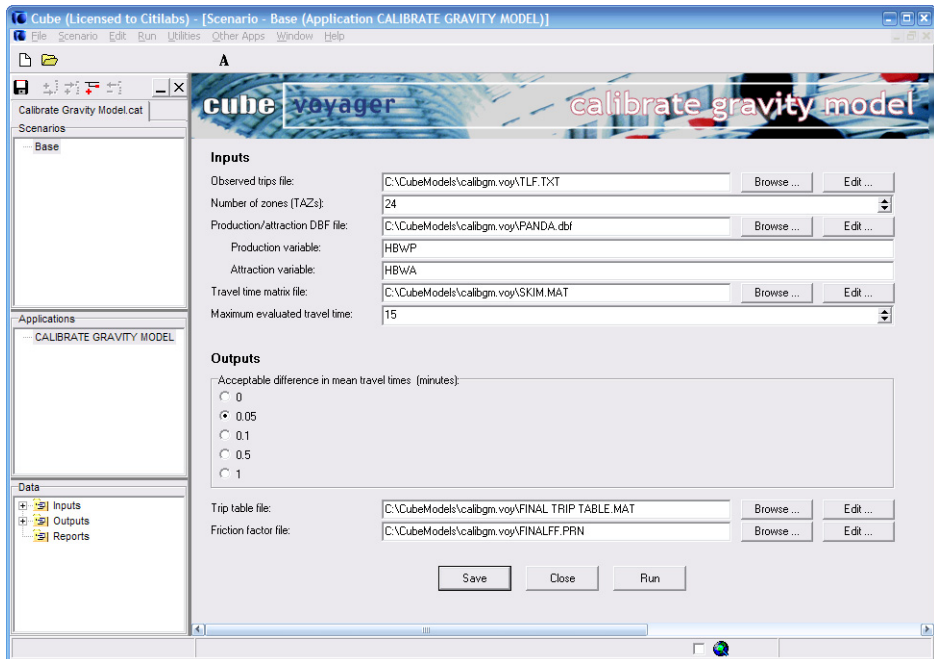 Cube (Licensed to Citilabs) - [Scenario - Base (Application CALIBRATE GRAVITY MODEL)]
File Scenario Edit Run Utilities Other Apps Window Help
A
Calibrate Gravity Model.cat
Scenarios
Base
Applications
CALIBRATE GRAVITY MODEL
Data
Inputs
Outputs
Reports
cube voyager calibrate gravity model
Inputs
Observed trips file: C:\CubeModels\calibgm.voy\TLF.TXT Browse ... Edit ...
Number of zones (TAZs): 24
Production/attraction DBF file: C:\CubeModels\calibgm.voy\PANDA.dbf Browse ... Edit ...
Production variable: HBWP
Attraction variable: HBWA
Travel time matrix file: C:\CubeModels\calibgm.voy\SKIM.MAT Browse ... Edit ...
Maximum evaluated travel time: 15
Outputs
Acceptable difference in mean travel times (minutes):
0
0.05
0.1
0.5
1
Trip table file: C:\CubeModels\calibgm.voy\FINAL TRIP TABLE.MAT Browse ... Edit ...
Friction factor file: C:\CubeModels\calibgm.voy\FINALFF.PRN Browse ... Edit ...
Save Close Run